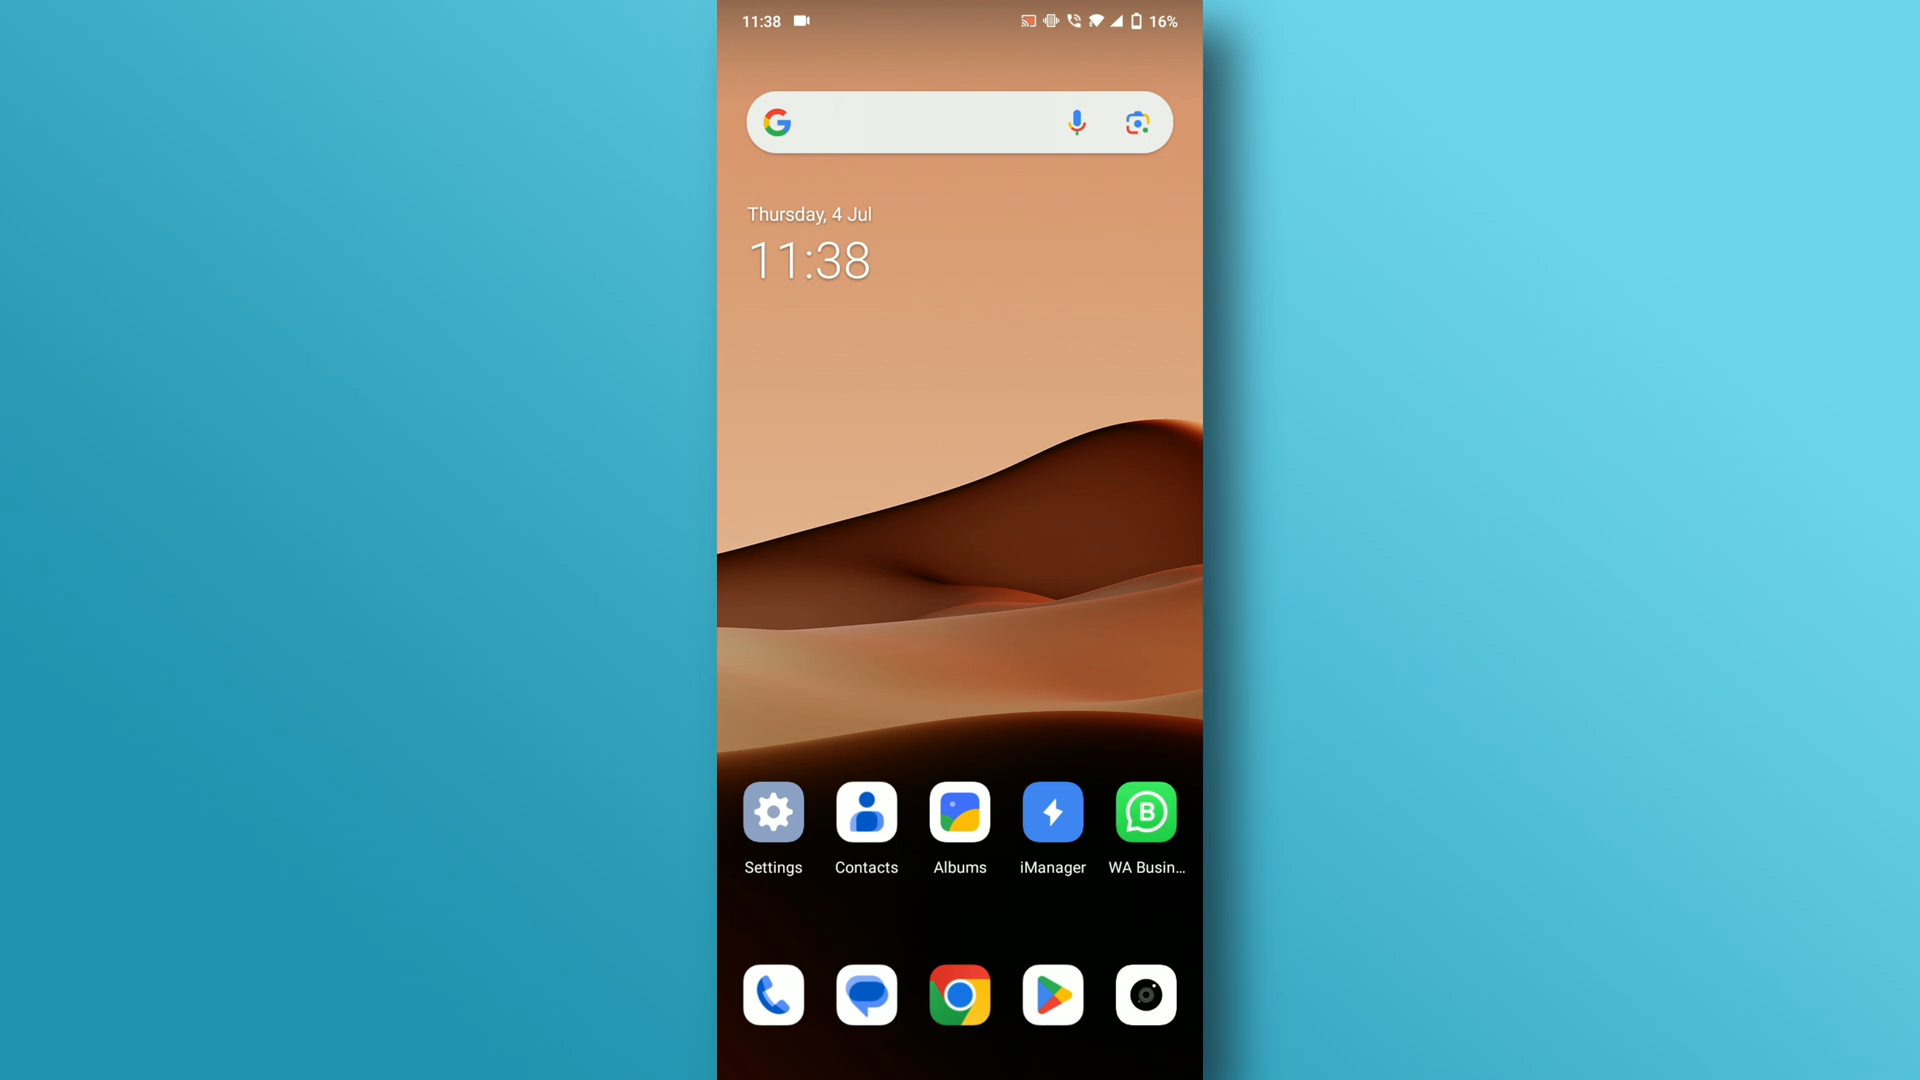 11:38
16%
Thursday, 4 Jul
11:38
Settings
Contacts
Albums
iManager
WA Busin...